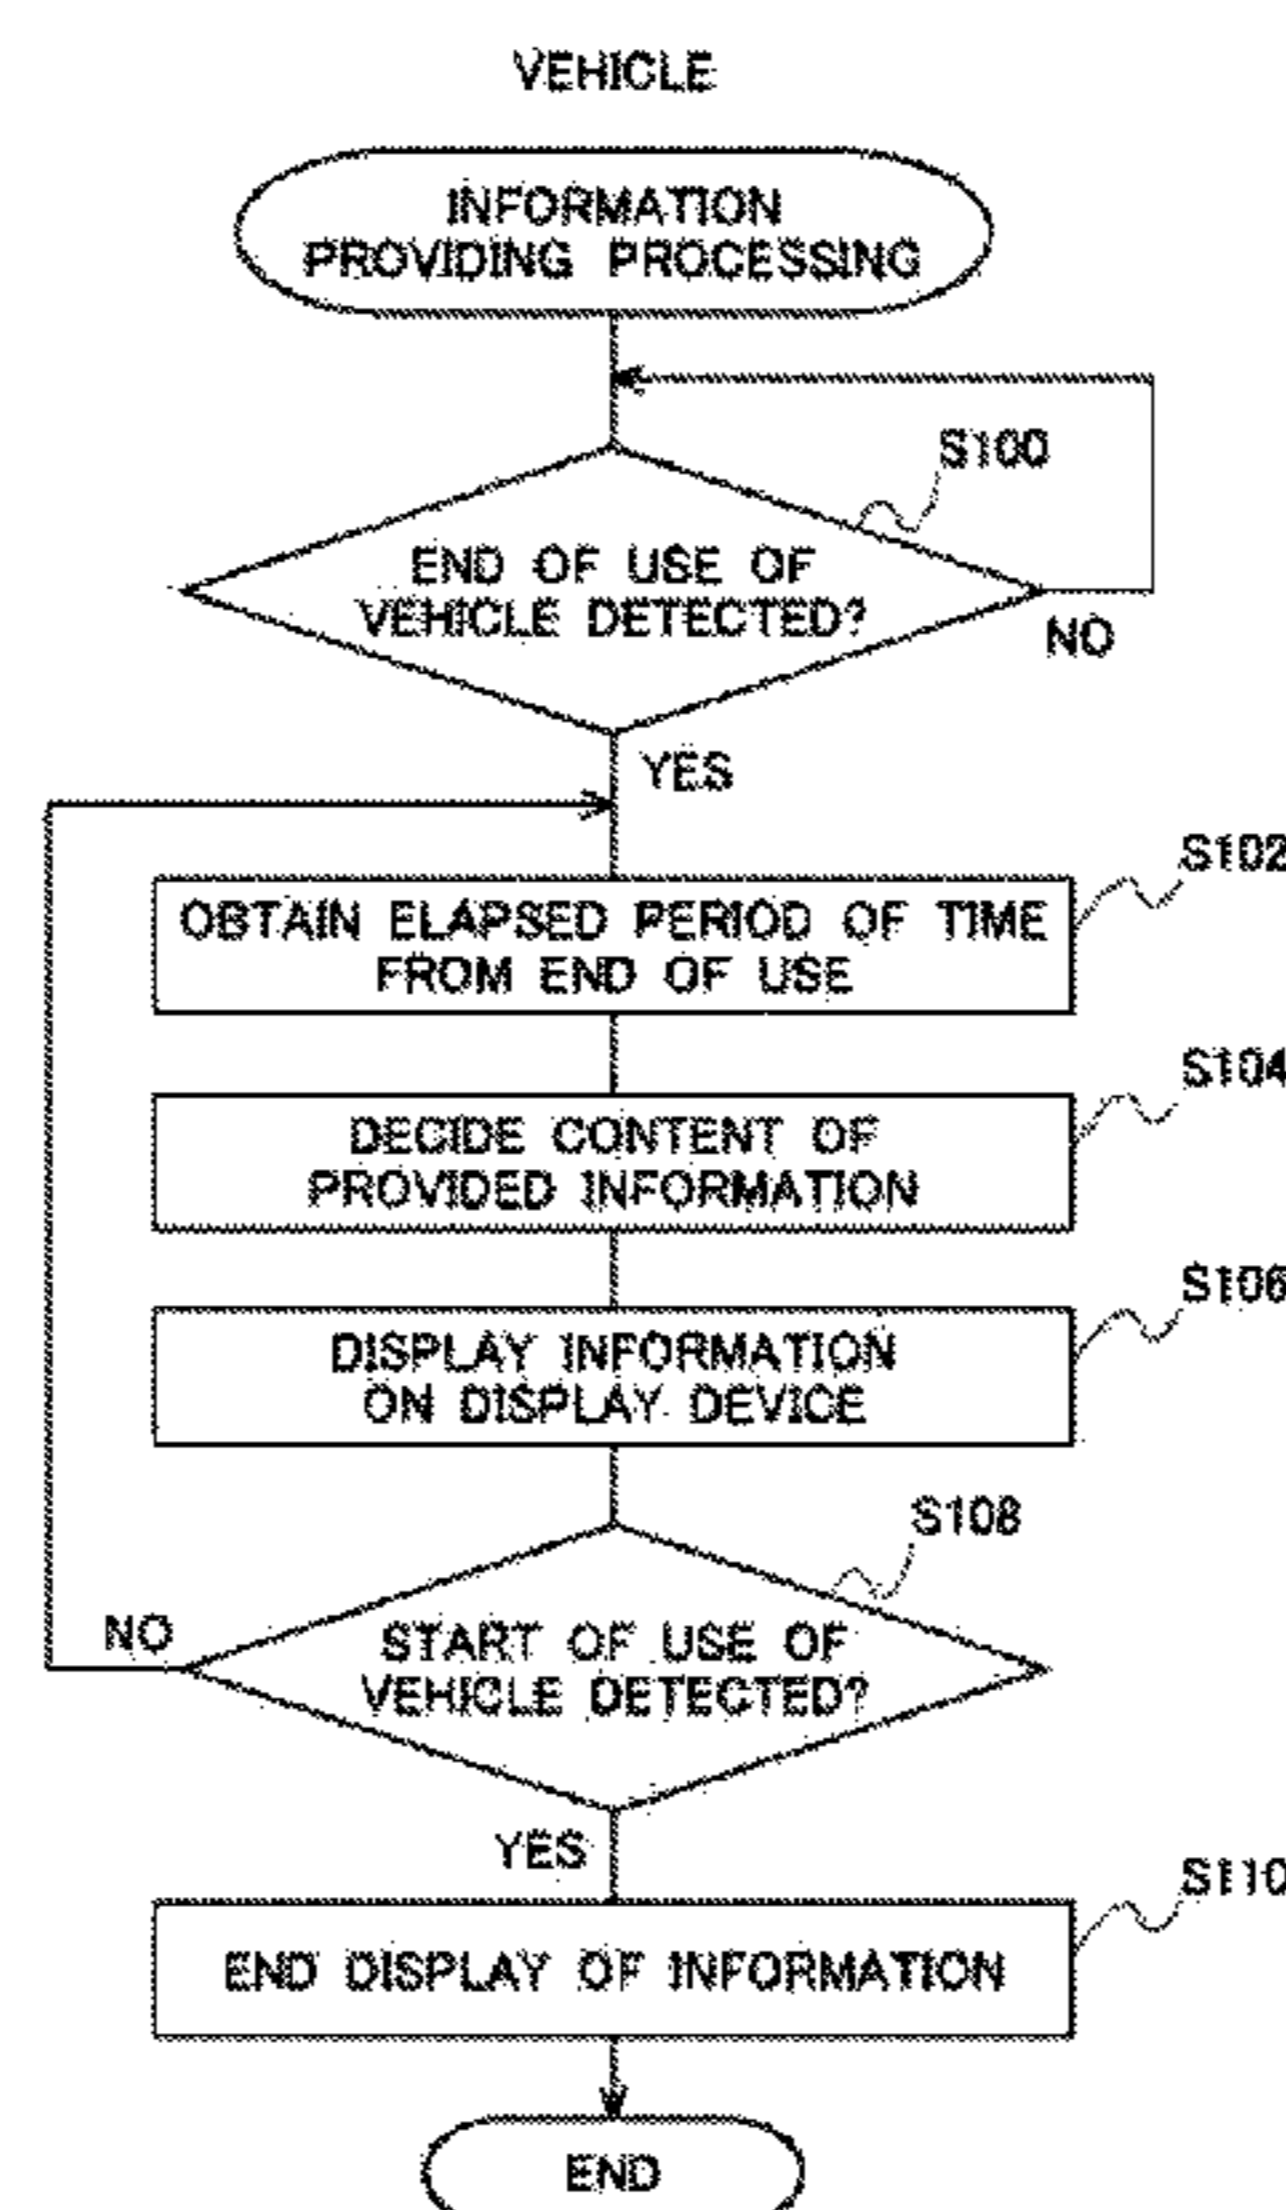 VEHICLE
INFORMATION
PROVIDING PROCESSING
S100
END OF USE OF
VEHICLE DETECTED?
NO
YES
S102
OBTAIN ELAPSED PERIOD OF TIME
FROM END OF USE
S104
DECIDE CONTENT OF
PROVIDED INFORMATION
S106
DISPLAY INFORMATION
ON DISPLAY DEVICE
S108
NO
START OF USE OF
VEHICLE DETECTED?
YES
S110
END DISPLAY OF INFORMATION
END